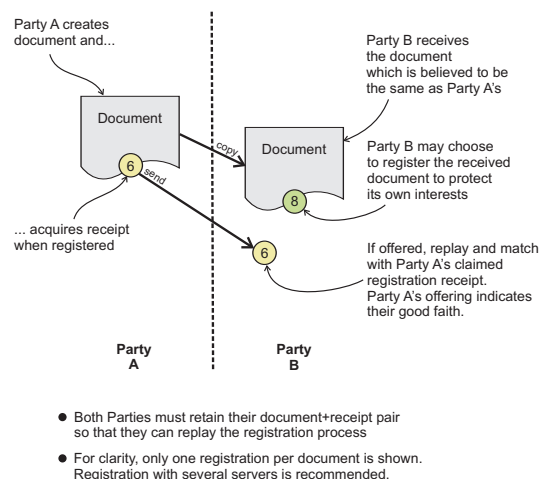 Party A creates
document and...
Party B receives
the document
which is believed to be
the same as Party A's
Document
copy
Document
Party B may choose
to register the received
document to protect
its own interests
6
send
8
... acquires receipt
when registered
6
If offered, replay and match
with Party A's claimed
registration receipt.
Party A's offering indicates
their good faith.
Party
A
Party
B
● Both Parties must retain their document+receipt pair
so that they can replay the registration process
● For clarity, only one registration per document is shown.
Registration with several servers is recommended.